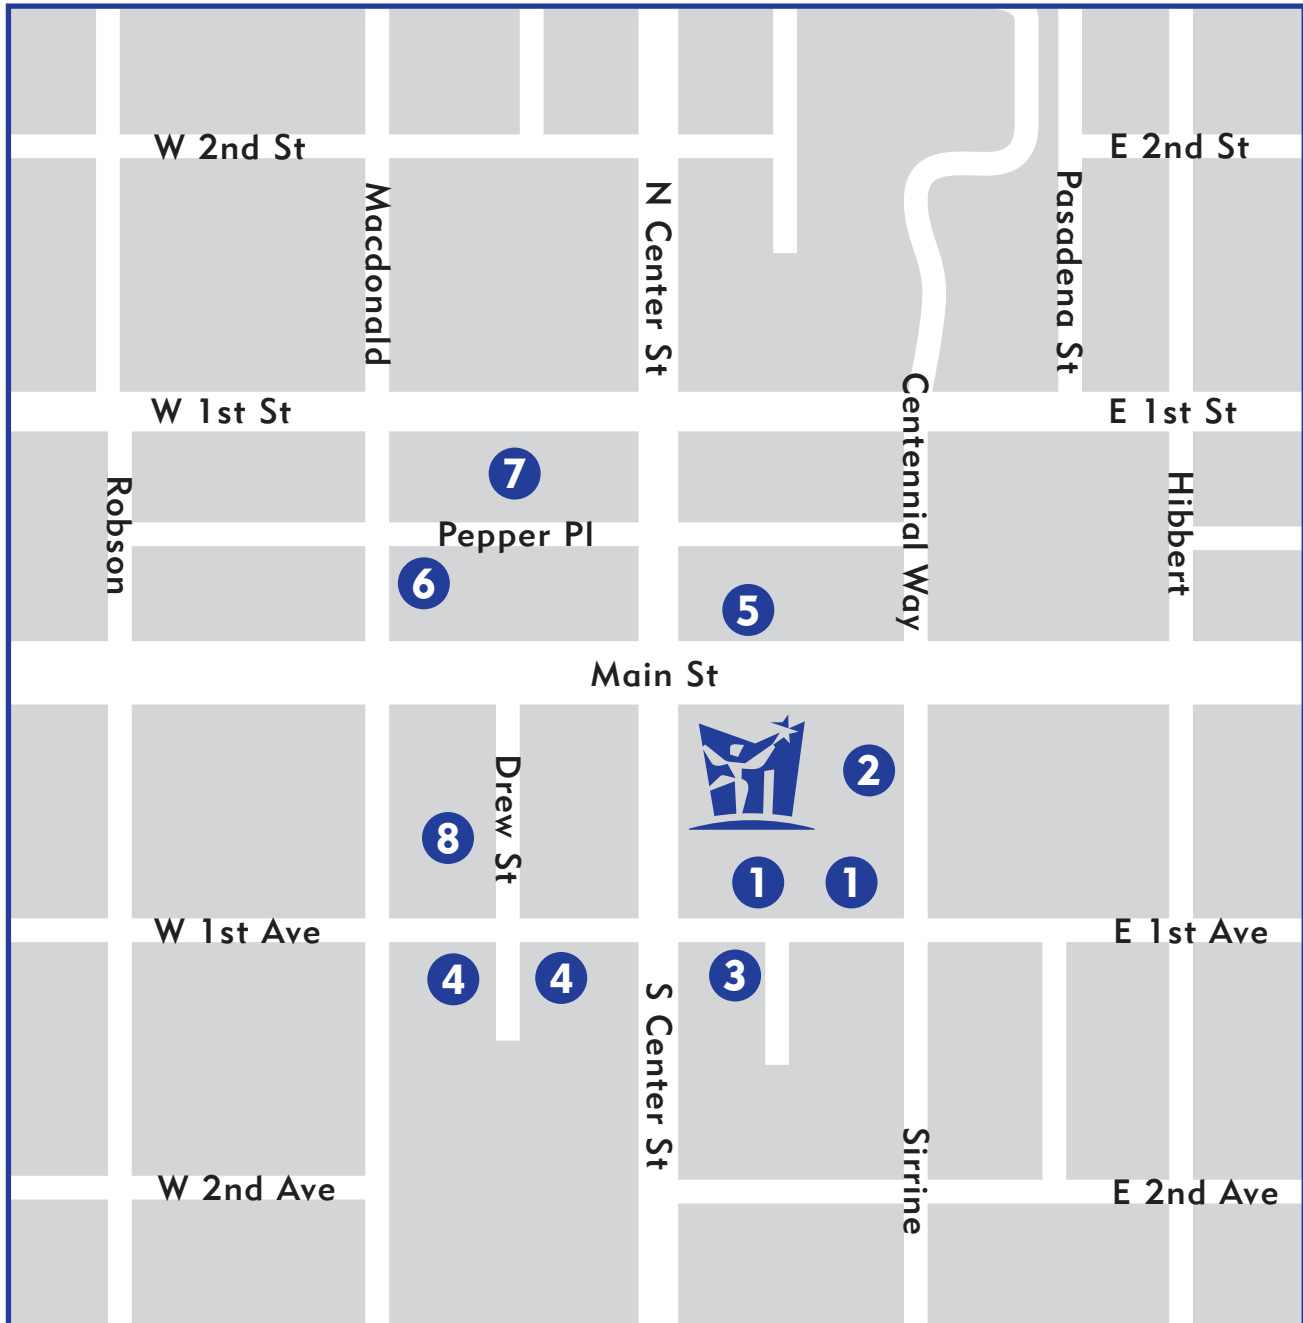 W 2nd St
E 2nd St
Macdonald
N Center St
Pasadena St
W 1st St
Centennial Way
E 1st St
7
Robson
Pepper Pl
Hibbert
6
5
Main St
2
Drew St
8
1
1
W 1st Ave
E 1st Ave
4
4
3
S Center St
Sirrine
W 2nd Ave
E 2nd Ave